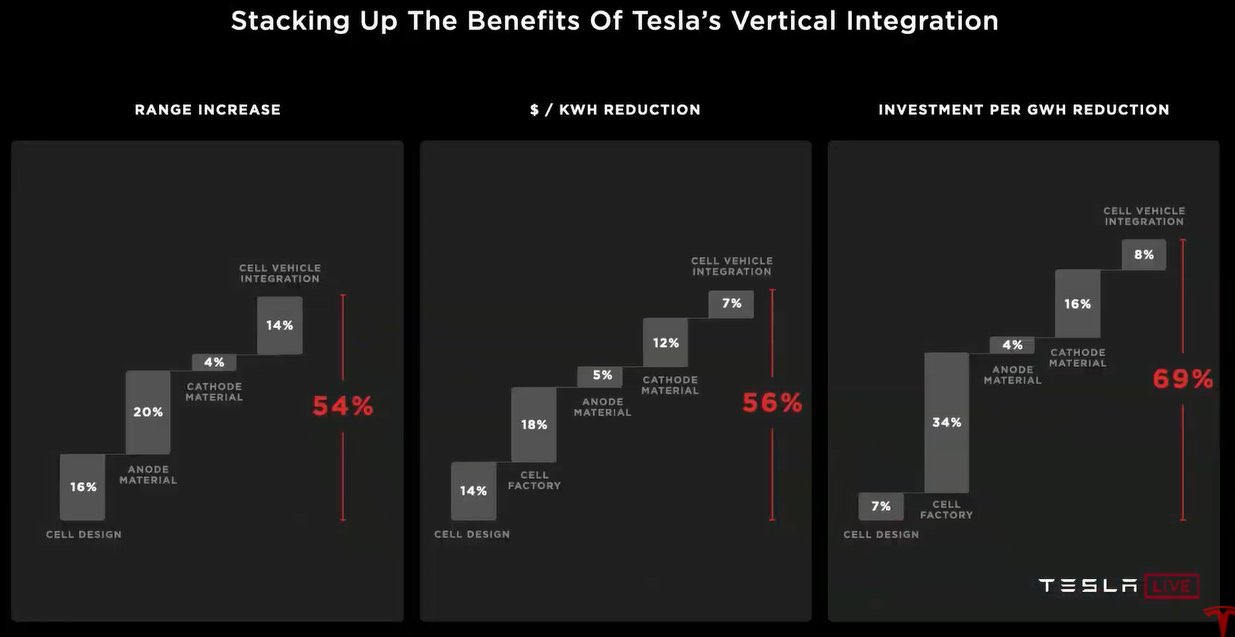 Stacking Up The Benefits Of Tesla's Vertical Integration
RANGE INCREASE
CELL VEHICLE
INTEGRATION
14%
4%
CATHODE
MATERIAL
20%
ANODE
MATERIAL
16%
CELL DESIGN
54%
$ / KWH REDUCTION
CELL VEHICLE
INTEGRATION
7%
12%
CATHODE
MATERIAL
5%
ANODE
MATERIAL
18%
CELL
FACTORY
14%
CELL DESIGN
56%
INVESTMENT PER GWH REDUCTION
CELL VEHICLE
INTEGRATION
8%
16%
CATHODE
MATERIAL
4%
ANODE
MATERIAL
34%
CELL
FACTORY
7%
CELL DESIGN
69%
TESLA LIVE